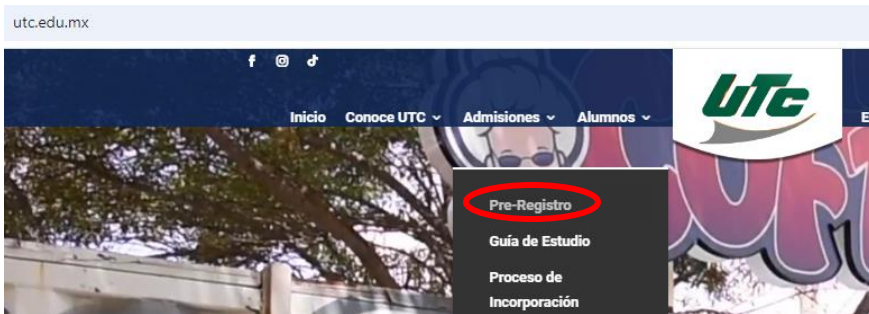 utc.edu.mx
Inicio Conoce UTC Admisiones Alumnos
UTC
Pre-Registro
Guía de Estudio
Proceso de
Incorporación